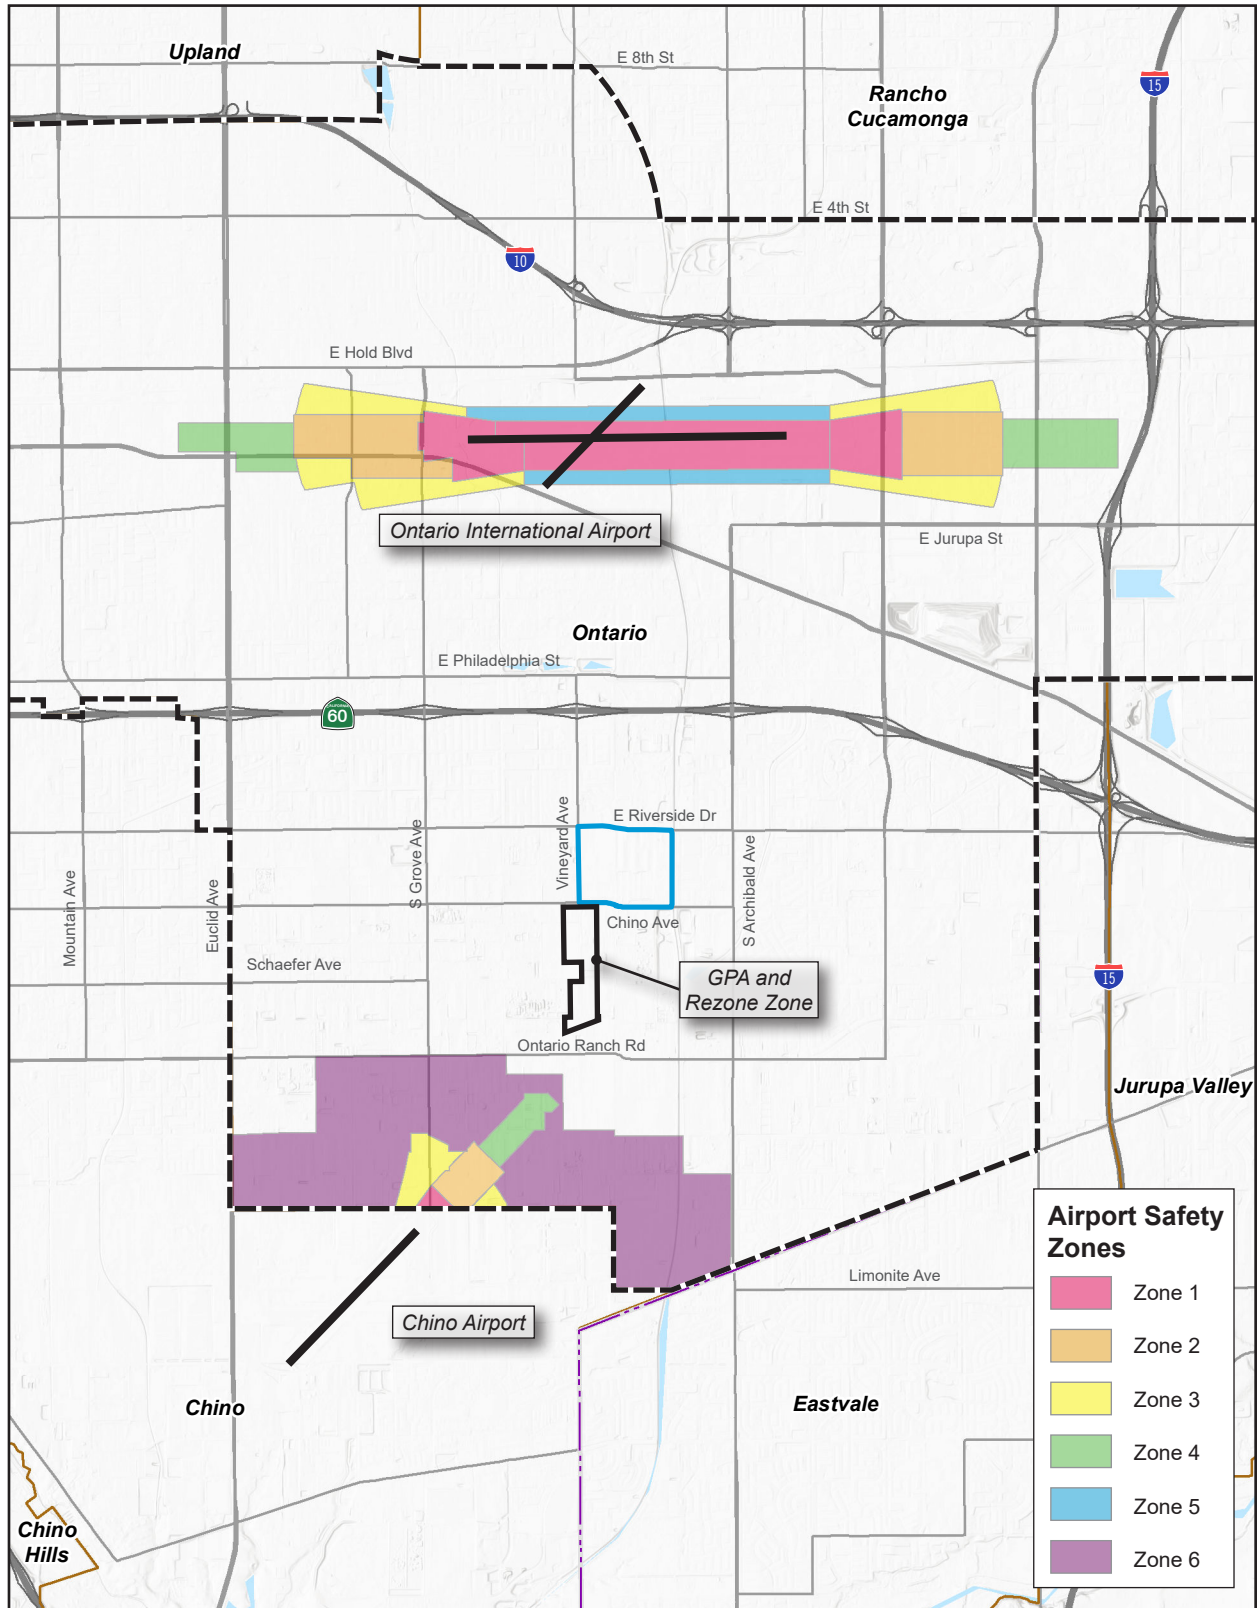 Upland
E 8th St
Rancho
Cucamonga
15
E 4th St
10
E Hold Blvd
Ontario International Airport
E Jurupa St
Ontario
E Philadelphia St
CALIFORNIA
60
E Riverside Dr
Vineyard Ave
S Grove Ave
S Archibald Ave
Mountain Ave
Euclid Ave
Chino Ave
Schaefer Ave
GPA and
Rezone Zone
15
Ontario Ranch Rd
Jurupa Valley
Airport Safety
Zones
Limonite Ave
Zone 1
Chino Airport
Zone 2
Zone 3
Chino
Eastvale
Zone 4
Zone 5
Chino
Hills
Zone 6